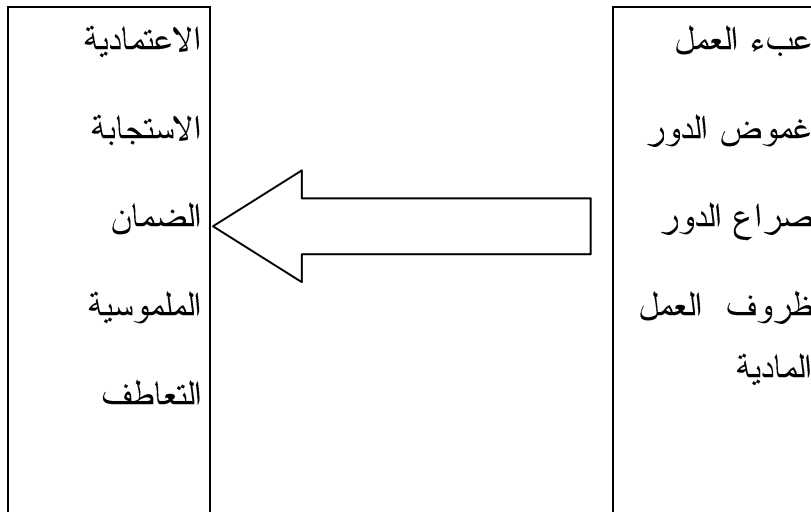 عبء العمل
غموض الدور
صراع الدور
ظروف العمل
المادية
الاعتمادية
الاستجابة
الضمان
الملموسية
التعاطف